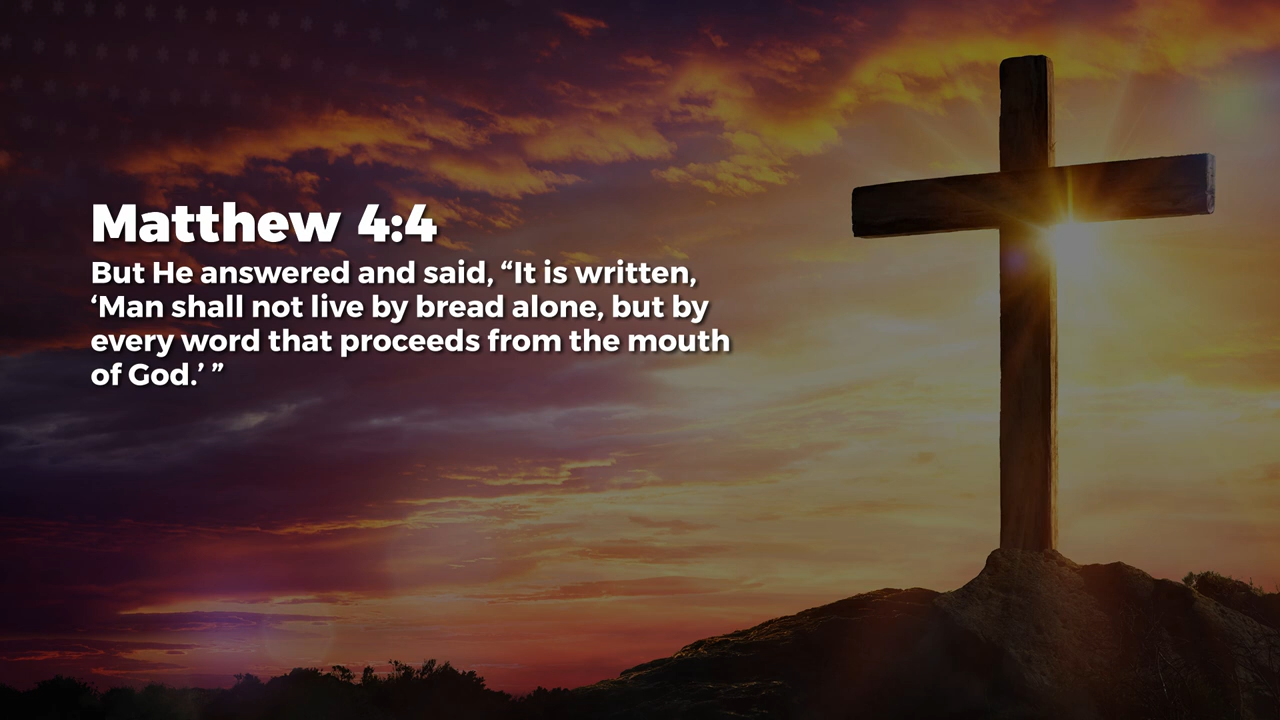 Matthew 4:4
But He answered and said, “It is written,
‘Man shall not live by bread alone, but by
every word that proceeds from the mouth
of God.’ ”